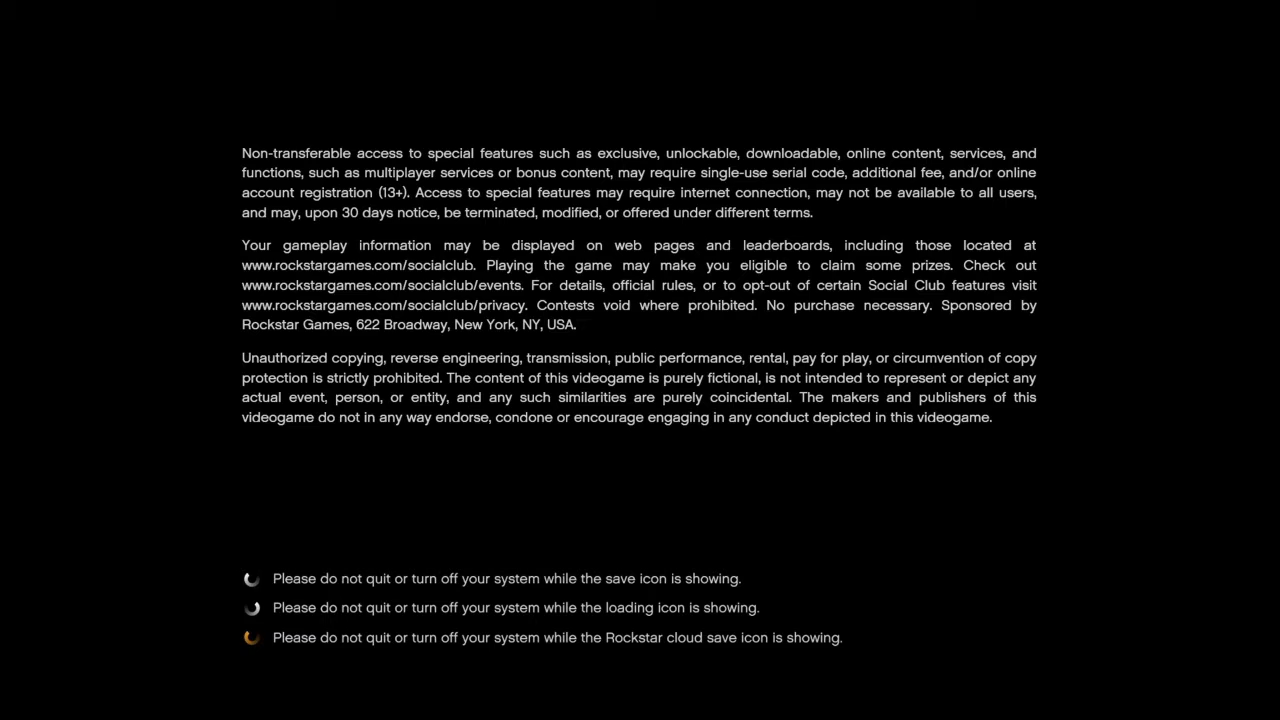 Non-transferable access to special features such as exclusive, unlockable, downloadable, online content, services, and
functions, such as multiplayer services or bonus content, may require single-use serial code, additional fee, and/or online
account registration (13+). Access to special features may require internet connection, may not be available to all users,
and may, upon 30 days notice, be terminated, modified, or offered under different terms.
Your gameplay information may be displayed on web pages and leaderboards, including those located at
www.rockstargames.com/socialclub. Playing the game may make you eligible to claim some prizes. Check out
www.rockstargames.com/socialclub/events. For details, official rules, or to opt-out of certain Social Club features visit
www.rockstargames.com/socialclub/privacy. Contests void where prohibited. No purchase necessary. Sponsored by
Rockstar Games, 622 Broadway, New York, NY, USA.
Unauthorized copying, reverse engineering, transmission, public performance, rental, pay for play, or circumvention of copy
protection is strictly prohibited. The content of this videogame is purely fictional, is not intended to represent or depict any
actual event, person, or entity, and any such similarities are purely coincidental. The makers and publishers of this
videogame do not in any way endorse, condone or encourage engaging in any conduct depicted in this videogame.
Please do not quit or turn off your system while the save icon is showing.
Please do not quit or turn off your system while the loading icon is showing.
Please do not quit or turn off your system while the Rockstar cloud save icon is showing.